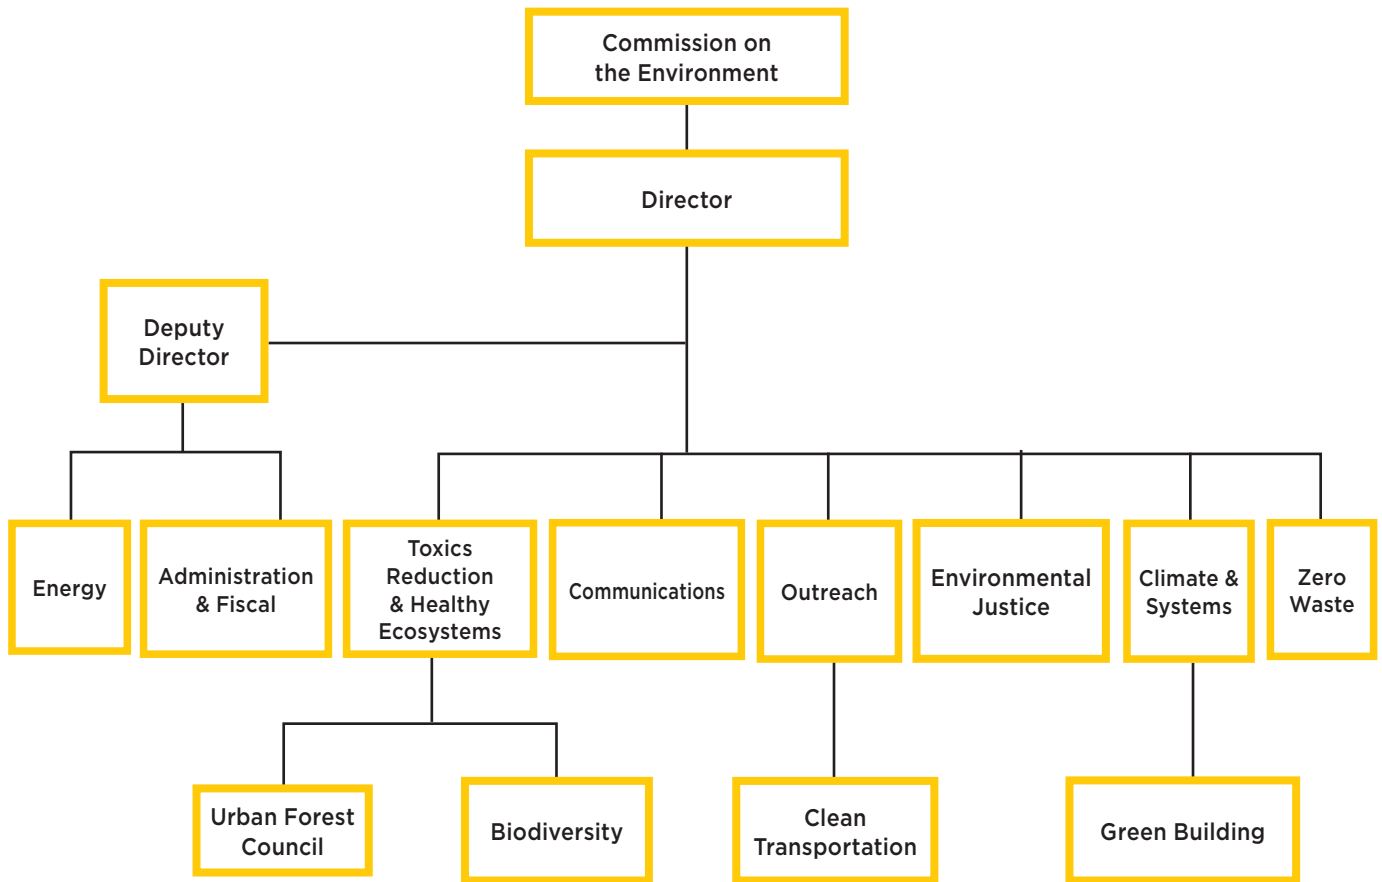 Commission on
the Environment
Director
Deputy
Director
Energy
Administration
& Fiscal
Toxics
Reduction
& Healthy
Ecosystems
Communications
Outreach
Environmental
Justice
Climate &
Systems
Zero
Waste
Urban Forest
Council
Biodiversity
Clean
Transportation
Green Building